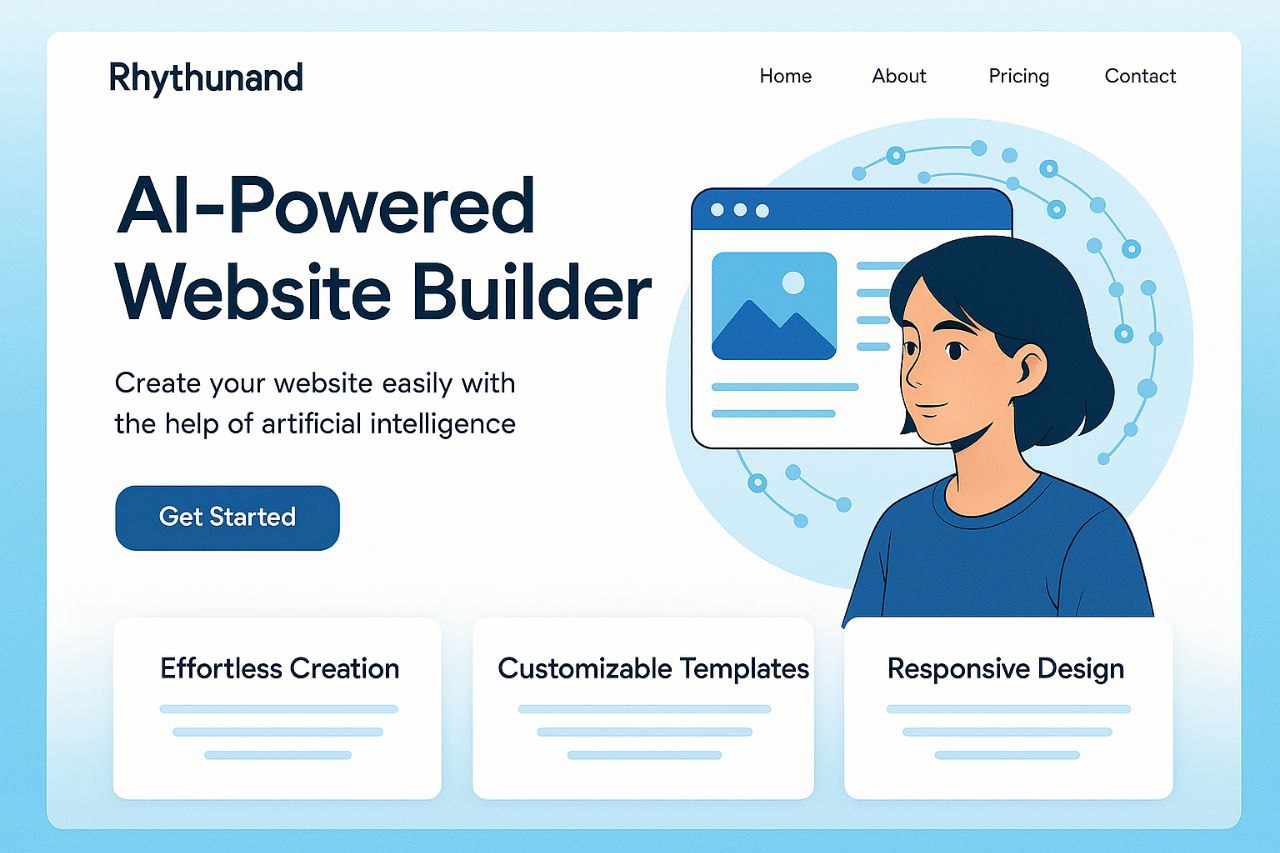 Rhythunand
Home About Pricing Contact
AI-Powered
Website Builder
Create your website easily with
the help of artificial intelligence
Get Started
Effortless Creation
Customizable Templates
Responsive Design